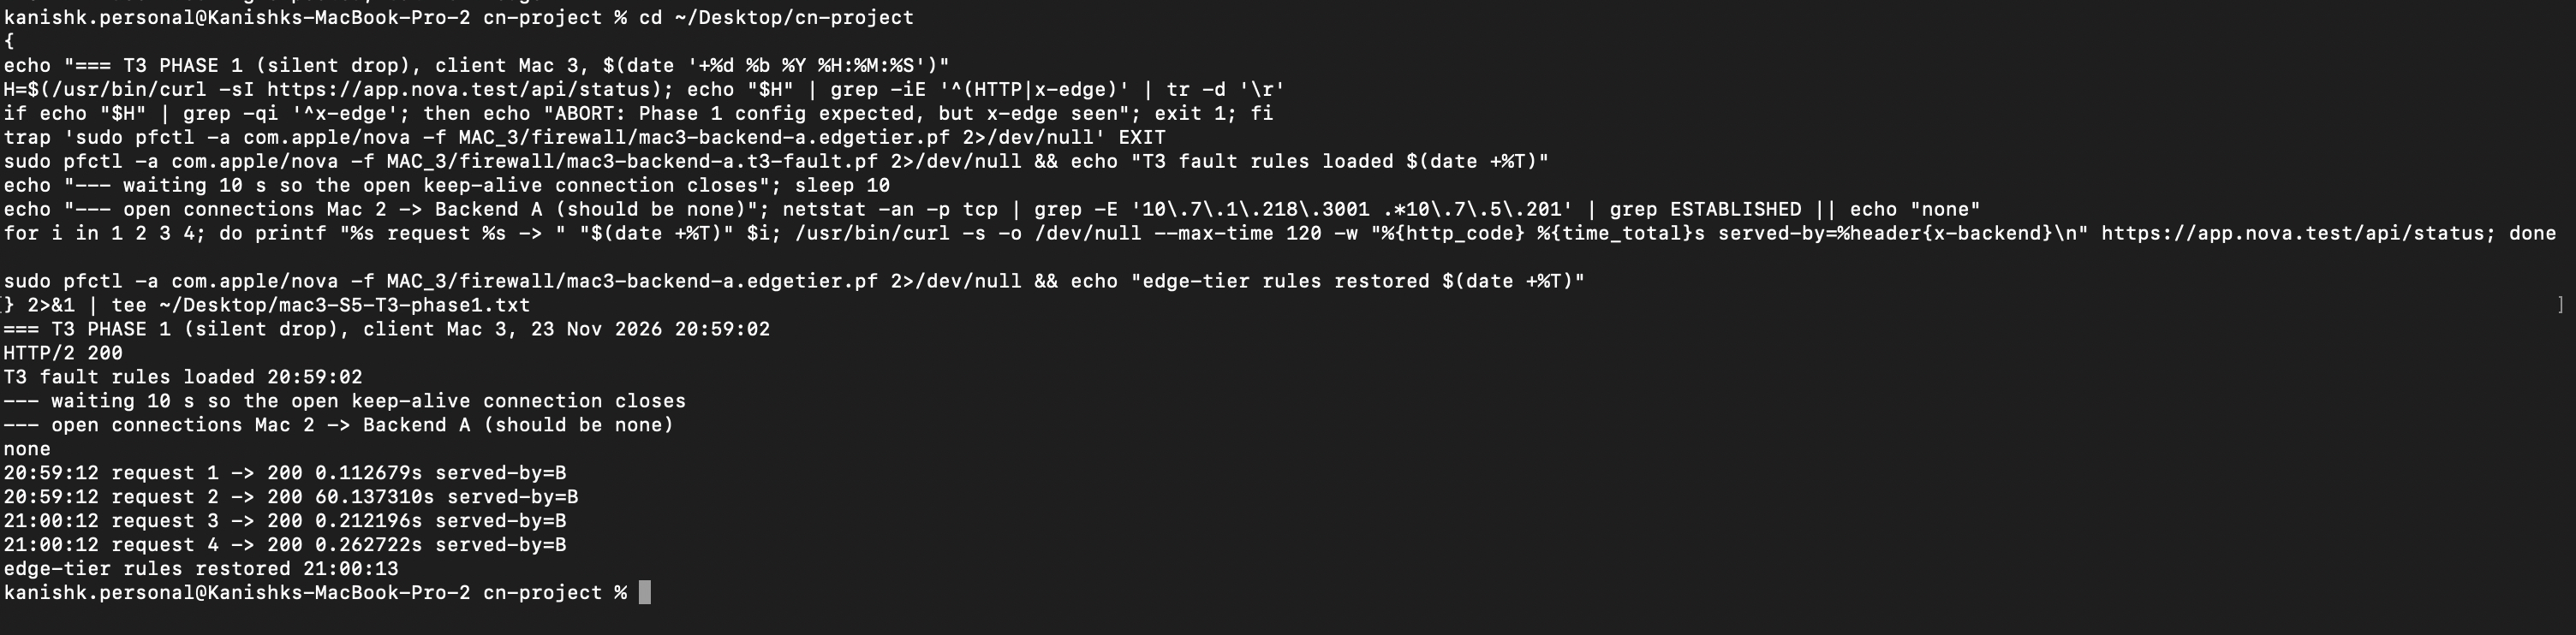 kanishk.personal@Kanishks-MacBook-Pro-2 cn-project % cd ~/Desktop/cn-project
{
echo "=== T3 PHASE 1 (silent drop), client Mac 3, $(date '+%d %b %Y %H:%M:%S')"
H=$(/usr/bin/curl -sI https://app.nova.test/api/status); echo "$H" | grep -iE '^(HTTP|x-edge)' | tr -d '\r'
if echo "$H" | grep -qi '^x-edge'; then echo "ABORT: Phase 1 config expected, but x-edge seen"; exit 1; fi
trap 'sudo pfctl -a com.apple/nova -f MAC_3/firewall/mac3-backend-a.edgetier.pf 2>/dev/null' EXIT
sudo pfctl -a com.apple/nova -f MAC_3/firewall/mac3-backend-a.t3-fault.pf 2>/dev/null && echo "T3 fault rules loaded $(date +%T)"
echo "--- waiting 10 s so the open keep-alive connection closes"; sleep 10
echo "--- open connections Mac 2 -> Backend A (should be none)"; netstat -an -p tcp | grep -E '10\.7\.1\.218\.3001 .*10\.7\.5\.201' | grep ESTABLISHED || echo "none"
for i in 1 2 3 4; do printf "%s request %s -> " "$(date +%T)" $i; /usr/bin/curl -s -o /dev/null --max-time 120 -w "%{http_code} %{time_total}s served-by=%header{x-backend}\n" https://app.nova.test/api/status; done
sudo pfctl -a com.apple/nova -f MAC_3/firewall/mac3-backend-a.edgetier.pf 2>/dev/null && echo "edge-tier rules restored $(date +%T)"
} 2>&1 | tee ~/Desktop/mac3-S5-T3-phase1.txt
=== T3 PHASE 1 (silent drop), client Mac 3, 23 Nov 2026 20:59:02
HTTP/2 200
T3 fault rules loaded 20:59:02
--- waiting 10 s so the open keep-alive connection closes
--- open connections Mac 2 -> Backend A (should be none)
none
20:59:12 request 1 -> 200 0.112679s served-by=B
20:59:12 request 2 -> 200 60.137310s served-by=B
21:00:12 request 3 -> 200 0.212196s served-by=B
21:00:12 request 4 -> 200 0.262722s served-by=B
edge-tier rules restored 21:00:13
kanishk.personal@Kanishks-MacBook-Pro-2 cn-project %